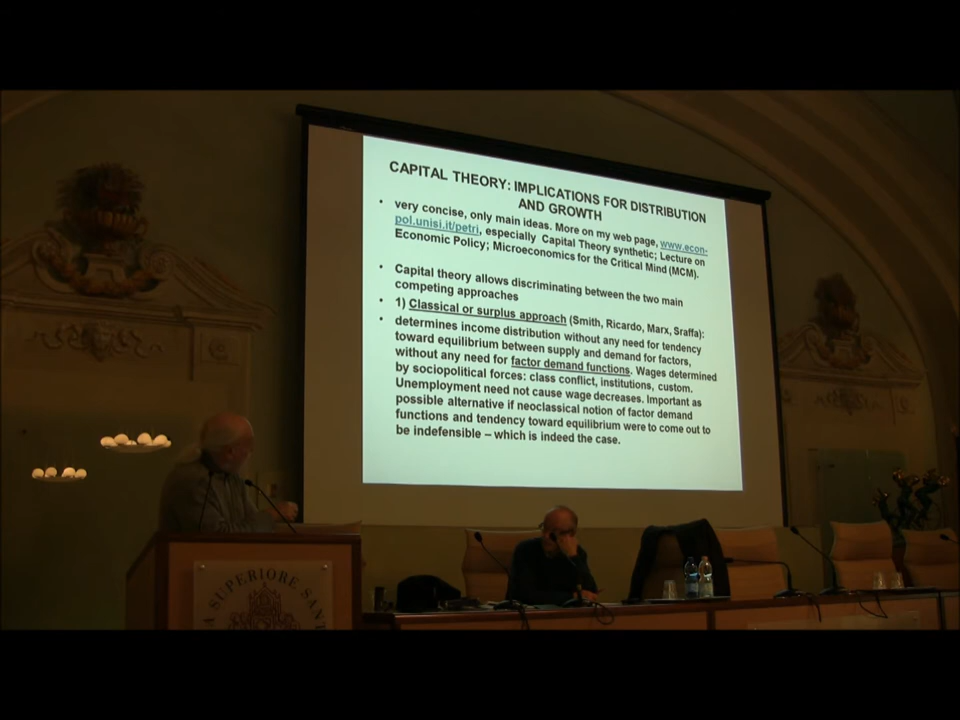 CAPITAL THEORY: IMPLICATIONS FOR DISTRIBUTION
AND GROWTH
• very concise, only main ideas. More on my web page, www.econ-
pol.unisi.it/petri, especially Capital Theory synthetic; Lecture on
Economic Policy; Microeconomics for the Critical Mind (MCM).
• Capital theory allows discriminating between the two main
competing approaches
• 1) Classical or surplus approach (Smith, Ricardo, Marx, Sraffa):
• determines income distribution without any need for tendency
toward equilibrium between supply and demand for factors,
without any need for factor demand functions. Wages determined
by sociopolitical forces: class conflict, institutions, custom.
Unemployment need not cause wage decreases. Important as
possible alternative if neoclassical notion of factor demand
functions and tendency toward equilibrium were to come out to
be indefensible – which is indeed the case.
SUPERIORE SANT